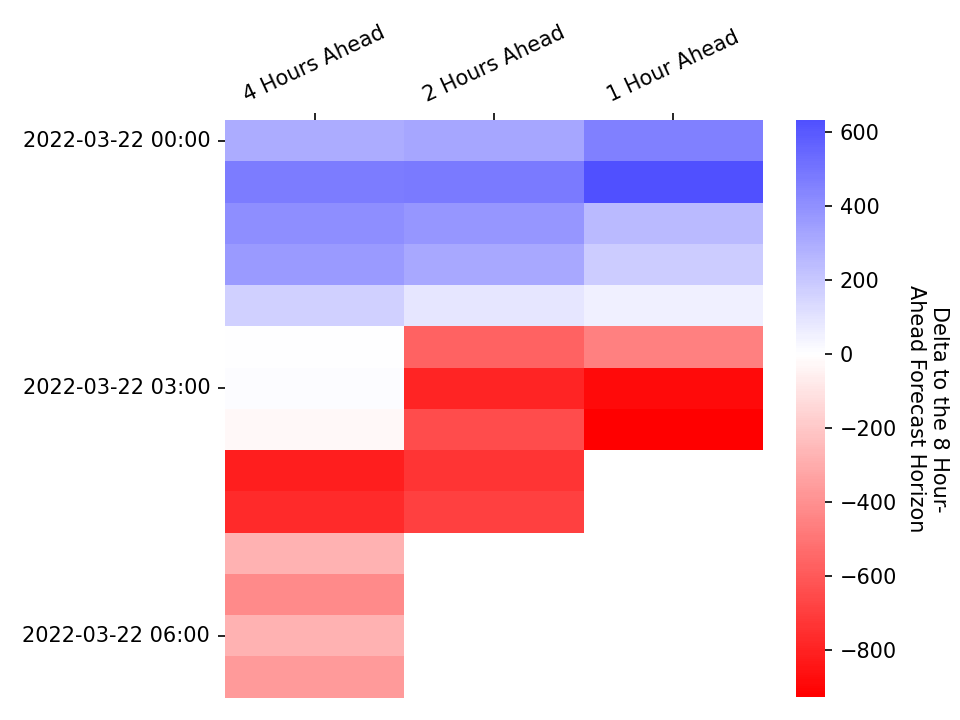 4 Hours Ahead
2 Hours Ahead
1 Hour Ahead
2022-03-22 00:00
2022-03-22 03:00
2022-03-22 06:00
600
400
200
0
−200
−400
−600
−800
Delta to the 8 Hour-
Ahead Forecast Horizon